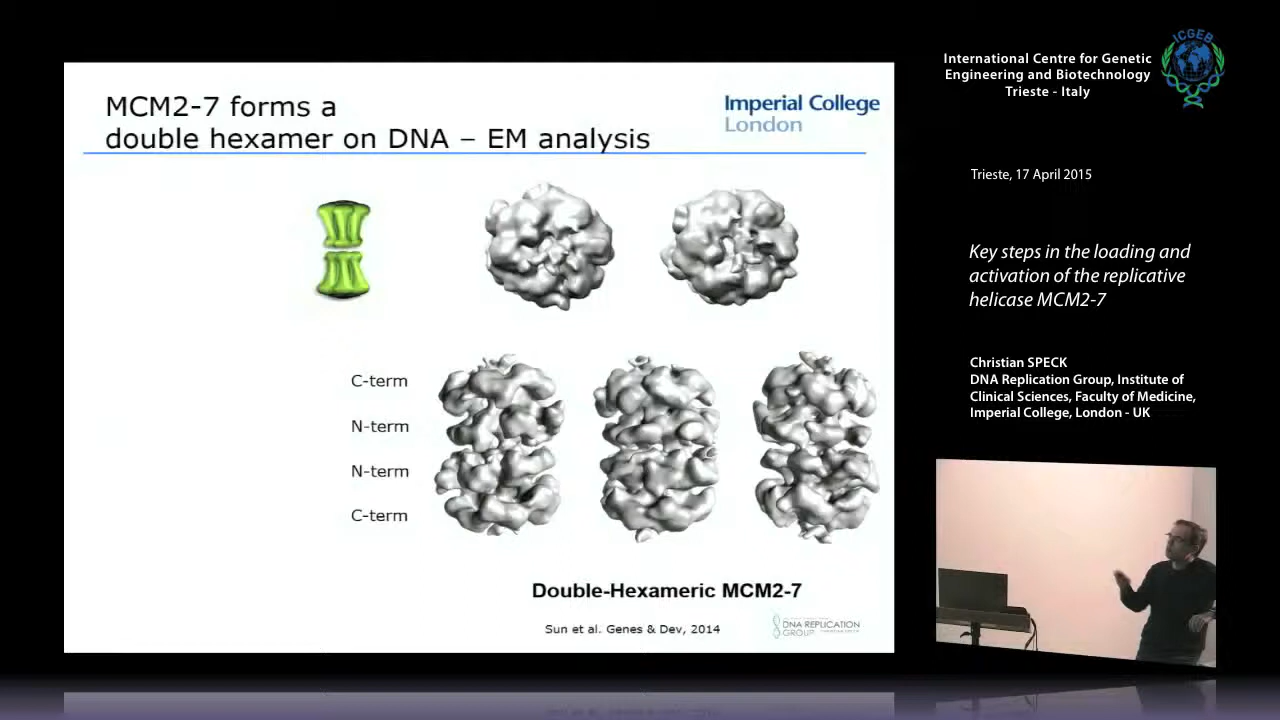 MCM2-7 forms a
double hexamer on DNA – EM analysis
Imperial College
London
C-term
N-term
N-term
C-term
Double-Hexameric MCM2-7
Sun et al. Genes & Dev, 2014
DNA REPLICATION
GROUP
International Centre for Genetic
Engineering and Biotechnology
Trieste - Italy
ICGEB
Trieste, 17 April 2015
Key steps in the loading and
activation of the replicative
helicase MCM2-7
Christian SPECK
DNA Replication Group, Institute of
Clinical Sciences, Faculty of Medicine,
Imperial College, London - UK